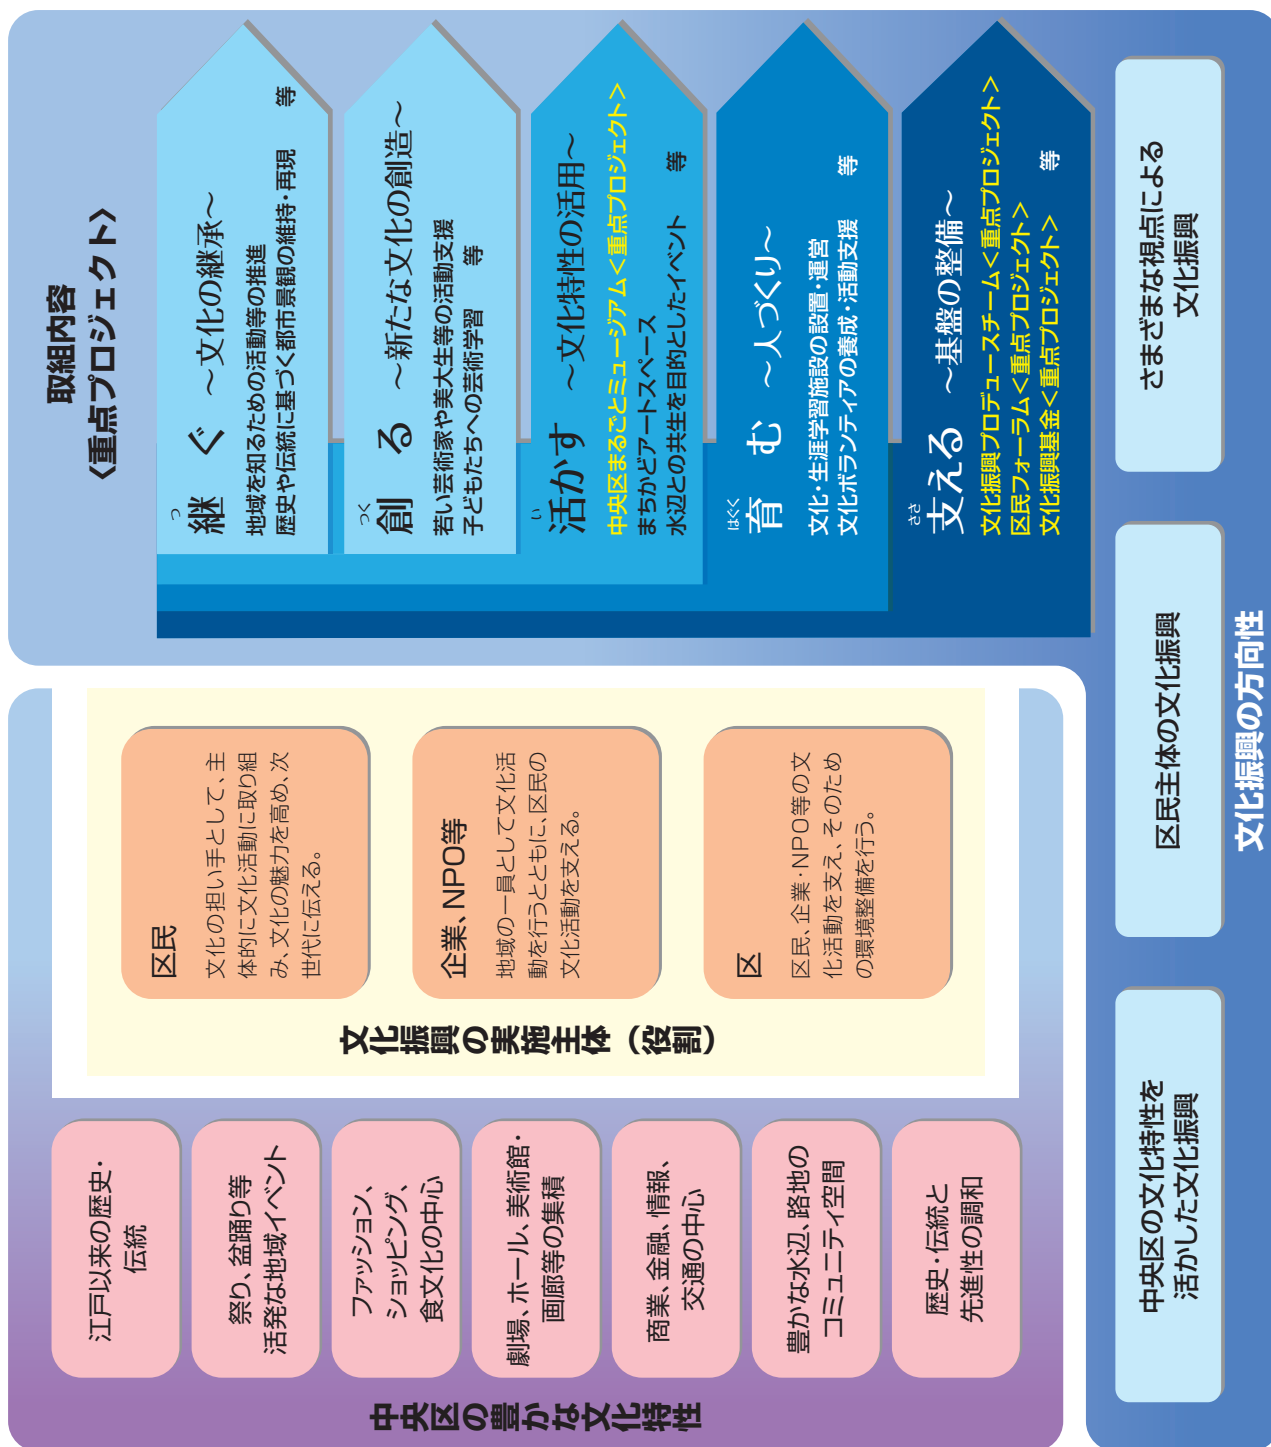 中央区の豊かな文化特性
江戸以来の歴史・
伝統
祭り、盆踊り等
活発な地域イベント
ファッション、
ショッピング、
食文化の中心
劇場、ホール、美術館・
画廊等の集積
商業、金融、情報、
交通の中心
豊かな水辺、路地の
コミュニティ空間
歴史・伝統と
先進性の調和
文化振興の実施主体（役割）
区民
文化の担い手として、主
体的に文化活動に取り組
み、文化の魅力を高め、次
世代に伝える。
企業、NPO等
地域の一員として文化活
動を行うとともに、区民の
文化活動を支える。
区
区民、企業・NPO等の文
化活動を支え、そのため
の環境整備を行う。
取組内容
〈重点プロジェクト〉
つ
継ぐ ～文化の継承～
地域を知るための活動等の推進
歴史や伝統に基づく都市景観の維持・再現 等
つく
創る ～新たな文化の創造～
若い芸術家や美大生等の活動支援
子どもたちへの芸術学習 等
い
活かす ～文化特性の活用～
中央区まるごとミュージアム＜重点プロジェクト＞
まちかどアートスペース
水辺との共生を目的としたイベント 等
はぐく
育む ～人づくり～
文化・生涯学習施設の設置・運営
文化ボランティアの養成・活動支援 等
ささ
支える ～基盤の整備～
文化振興プロデュースチーム＜重点プロジェクト＞
区民フォーラム＜重点プロジェクト＞
文化振興基金＜重点プロジェクト＞ 等
中央区の文化特性を
活かした文化振興
区民主体の文化振興
さまざまな視点による
文化振興
文化振興の方向性